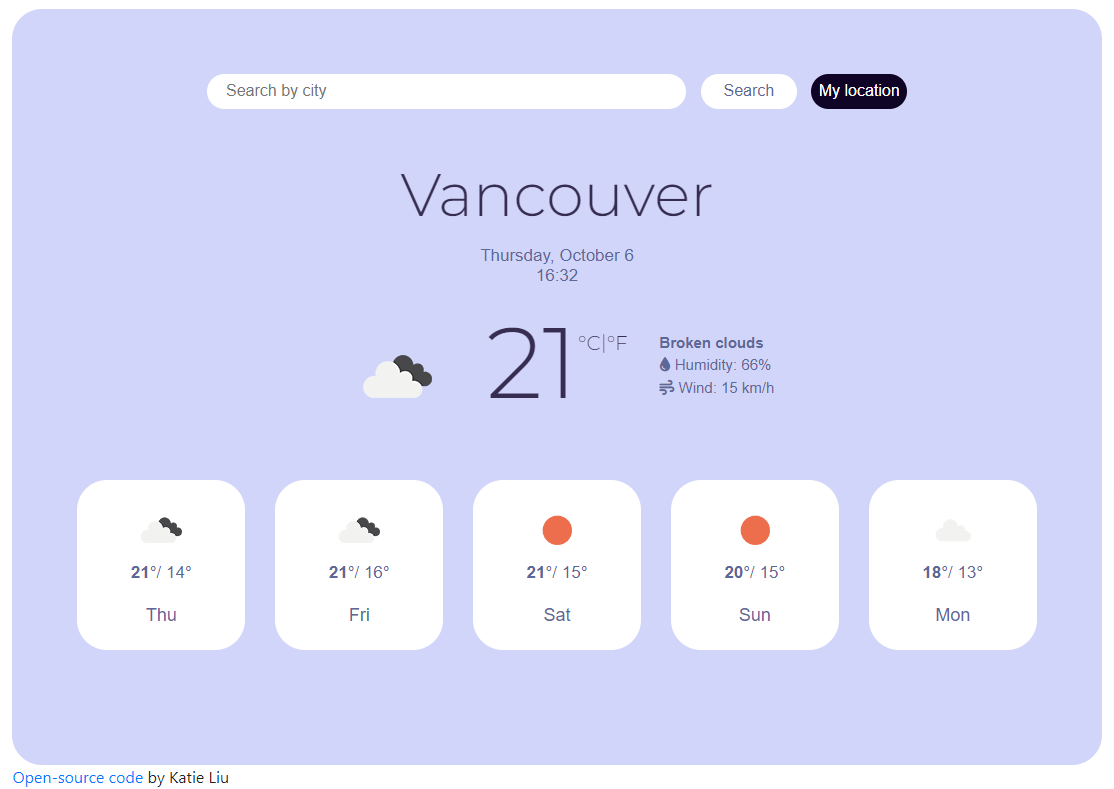 Search by city
Search
My location
Vancouver
Thursday, October 6
16:32
21 °C|°F
Broken clouds
Humidity: 66%
Wind: 15 km/h
21°/ 14°
Thu
21°/ 16°
Fri
21°/ 15°
Sat
20°/ 15°
Sun
18°/ 13°
Mon
Open-source code by Katie Liu